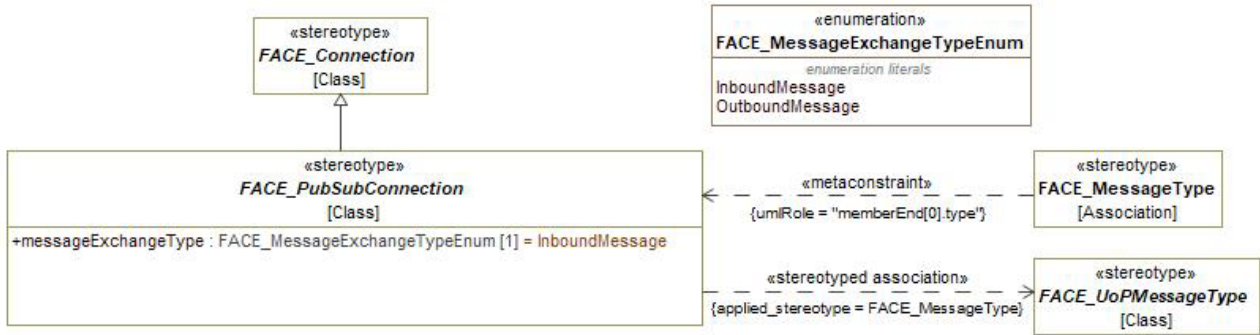 «stereotype»
FACE_Connection
[Class]
«enumeration»
FACE_MessageExchangeTypeEnum
enumeration literals
InboundMessage
OutboundMessage
«stereotype»
FACE_PubSubConnection
[Class]
+messageExchangeType : FACE_MessageExchangeTypeEnum [1] = InboundMessage
«metaconstraint»
{umlRole = "memberEnd[0].type"}
«stereotype»
FACE_MessageType
[Association]
«stereotyped association»
{applied_stereotype = FACE_MessageType}
«stereotype»
FACE_UoPMessageType
[Class]